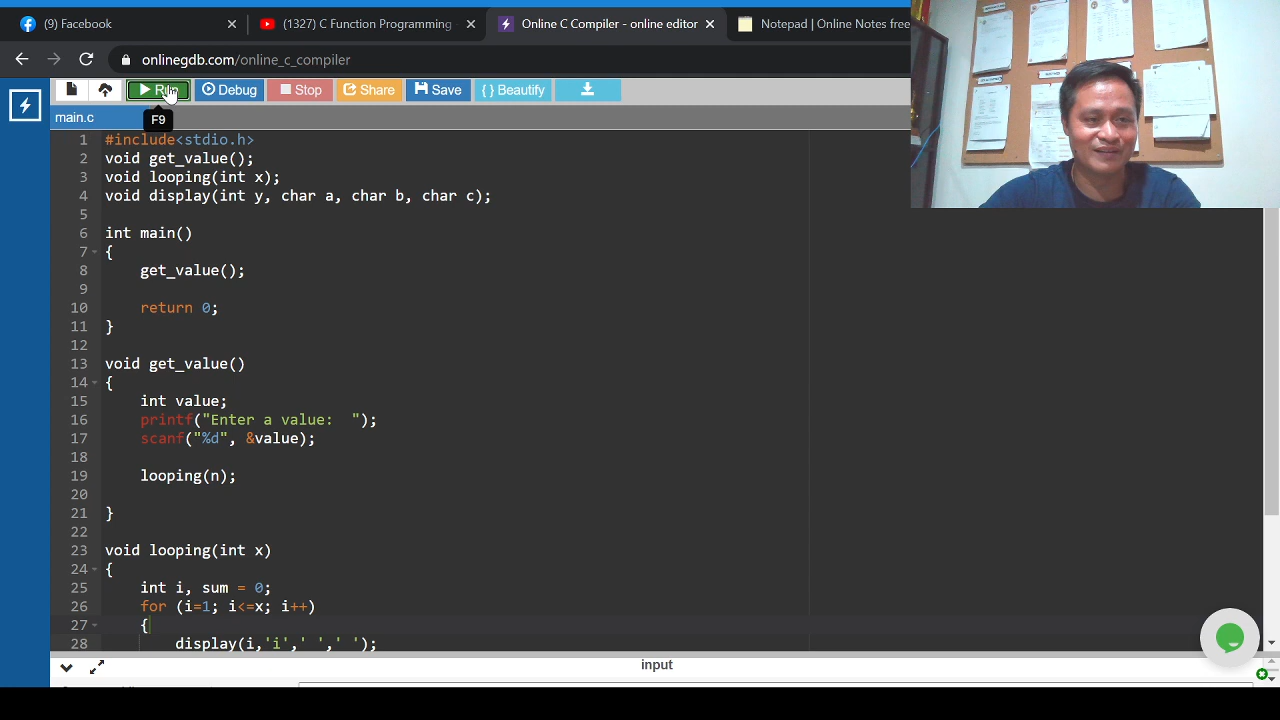 (9) Facebook
(1327) C Function Programming
Online C Compiler - online editor
Notepad | Online Notes free
onlinegdb.com/online_c_compiler
Run
Debug
Stop
Share
Save
{ } Beautify
F9
main.c
1 #include<stdio.h>
2 void get_value();
3 void looping(int x);
4 void display(int y, char a, char b, char c);
5
6 int main()
7 {
8 get_value();
9
10 return 0;
11 }
12
13 void get_value()
14 {
15 int value;
16 printf("Enter a value:  ");
17 scanf("%d", &value);
18
19 looping(n);
20
21 }
22
23 void looping(int x)
24 {
25 int i, sum = 0;
26 for (i=1; i<=x; i++)
27 {
28 display(i,'i',' ',' ');
input